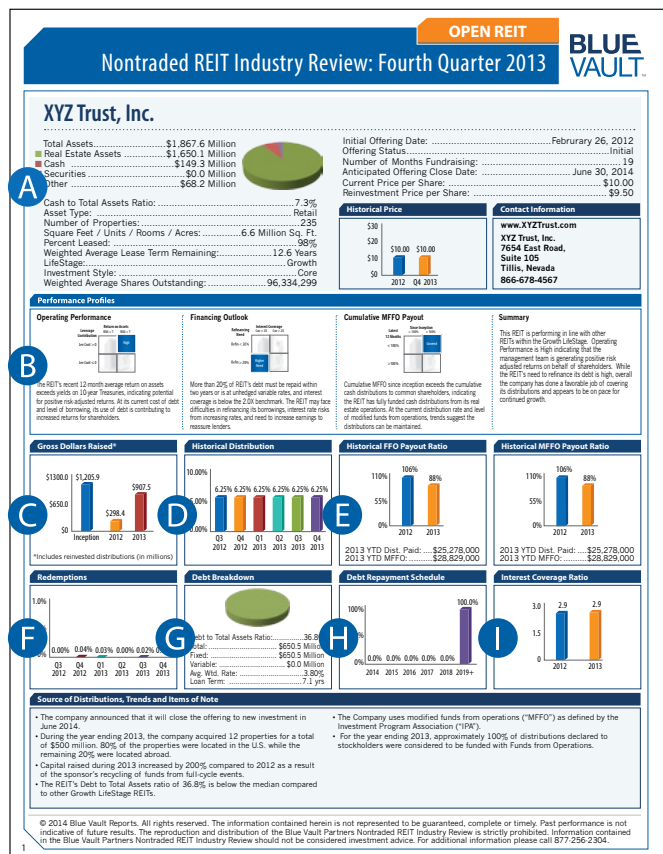 OPEN REIT
Nontraded REIT Industry Review: Fourth Quarter 2013
BLUE
VAULT™
XYZ Trust, Inc.
Total Assets.......................$1,867.6 Million
Real Estate Assets ..............$1,650.1 Million
Cash ................................$149.3 Million
Securities ..........................$0.0 Million
Other ................................$68.2 Million
A
Cash to Total Assets Ratio: ..................................7.3%
Asset Type: ..................................................Retail
Number of Properties: ........................................235
Square Feet / Units / Rooms / Acres: ............6.6 Million Sq. Ft.
Percent Leased: ...............................................98%
Weighted Average Lease Term Remaining: ..............12.6 Years
LifeStage: ....................................................Growth
Investment Style: ..............................................Core
Weighted Average Shares Outstanding: ................96,334,299
Initial Offering Date: ..................................Februrary 26, 2012
Offering Status................................................Initial
Number of Months Fundraising: ................................19
Anticipated Offering Close Date: ......................June 30, 2014
Current Price per Share: ....................................$10.00
Reinvestment Price per Share: ..............................$9.50
Historical Price
$30
$20
$10
$0
$10.00 $10.00
2012 Q4 2013
Contact Information
www.XYZTrust.com
XYZ Trust, Inc.
7654 East Road,
Suite 105
Tillis, Nevada
866-678-4567
Performance Profiles
B
Operating Performance
Leverage
Contribution
Return on Assets
High
The REIT's recent 12-month average return on assets
exceeds yields on 10-year Treasuries, indicating potential
for positive risk-adjusted returns. At its current cost of debt
and level of borrowing, its use of debt is contributing to
increased returns for shareholders.
Financing Outlook
Refinancing
Need
Interest Coverage
Higher
Need
More than 20% of REIT's debt must be repaid within
two years or is at unhedged variable rates, and interest
coverage is below the 2.0X benchmark. The REIT may face
difficulties in refinancing its borrowings, interest rate risks
from increasing rates, and need to increase earnings to
reassure lenders.
Cumulative MFFO Payout
Latest
12 Months
Since Inception
Cumulative MFFO since inception exceeds the cumulative
cash distributions to common shareholders, indicating
the REIT has fully funded cash distributions from its real
estate operations. At the current distribution rate and level
of modified funds from operations, trends suggest the
distributions can be maintained.
Summary
This REIT is performing in line with other
REITs within the Growth LifeStage. Operating
Performance is High indicating that the
management team is generating positive risk
adjusted returns on behalf of shareholders. While
the REIT's need to refinance its debt is high, overall
the company has done a favorable job of covering
its distributions and appears to be on pace for
continued growth.
Gross Dollars Raised*
C
$1300.0
$650.0
$0
$1,205.9
$298.4
$907.5
Inception 2012 2013
*Includes reinvested distributions (in millions)
Historical Distribution
D
10.00%
5.00%
0.00%
6.25% 6.25% 6.25% 6.25% 6.25% 6.25%
Q3 Q4 Q1 Q2 Q3 Q4
2012 2012 2013 2013 2013 2013
Historical FFO Payout Ratio
E
110%
55%
0%
106%
88%
2012 2013
2013 YTD Dist. Paid: ....$25,278,000
2013 YTD MFFO: ..........$28,829,000
Historical MFFO Payout Ratio
110%
55%
0%
106%
88%
2012 2013
2013 YTD Dist. Paid: ....$25,278,000
2013 YTD MFFO: ..........$28,829,000
Redemptions
F
1.0%
0.00% 0.04% 0.03% 0.00% 0.02%
Q3 Q4 Q1 Q2 Q3 Q4
2012 2012 2013 2013 2013 2013
Debt Breakdown
G
Debt to Total Assets Ratio:............36.8%
Total: ............................$650.5 Million
Fixed: ............................$650.5 Million
Variable: ........................$0.0 Million
Avg. Wtd. Rate: ........................3.80%
Loan Term: ............................7.1 yrs
Debt Repayment Schedule
H
100%
0%
0.0% 0.0% 0.0% 0.0% 0.0%
100.0%
2014 2015 2016 2017 2018 2019+
Interest Coverage Ratio
I
3.0
1.5
0
2.9
2.9
2012 2013
Source of Distributions, Trends and Items of Note
• The company announced that it will close the offering to new investment in
June 2014.
• During the year ending 2013, the company acquired 12 properties for a total
of $500 million. 80% of the properties were located in the U.S. while the
remaining 20% were located abroad.
• Capital raised during 2013 increased by 200% compared to 2012 as a result
of the sponsor's recycling of funds from full-cycle events.
• The REIT's Debt to Total Assets ratio of 36.8% is below the median compared
to other Growth LifeStage REITs.
• The Company uses modified funds from operations ("MFFO") as defined by the
Investment Program Association ("IPA").
• For the year ending 2013, approximately 100% of distributions declared to
stockholders were considered to be funded with Funds from Operations.
© 2014 Blue Vault Reports. All rights reserved. The information contained herein is not represented to be guaranteed, complete or timely. Past performance is not
indicative of future results. The reproduction and distribution of the Blue Vault Partners Nontraded REIT Industry Review is strictly prohibited. Information contained
in the Blue Vault Partners Nontraded REIT Industry Review should not be considered investment advice. For additional information please call 877-256-2304.
1